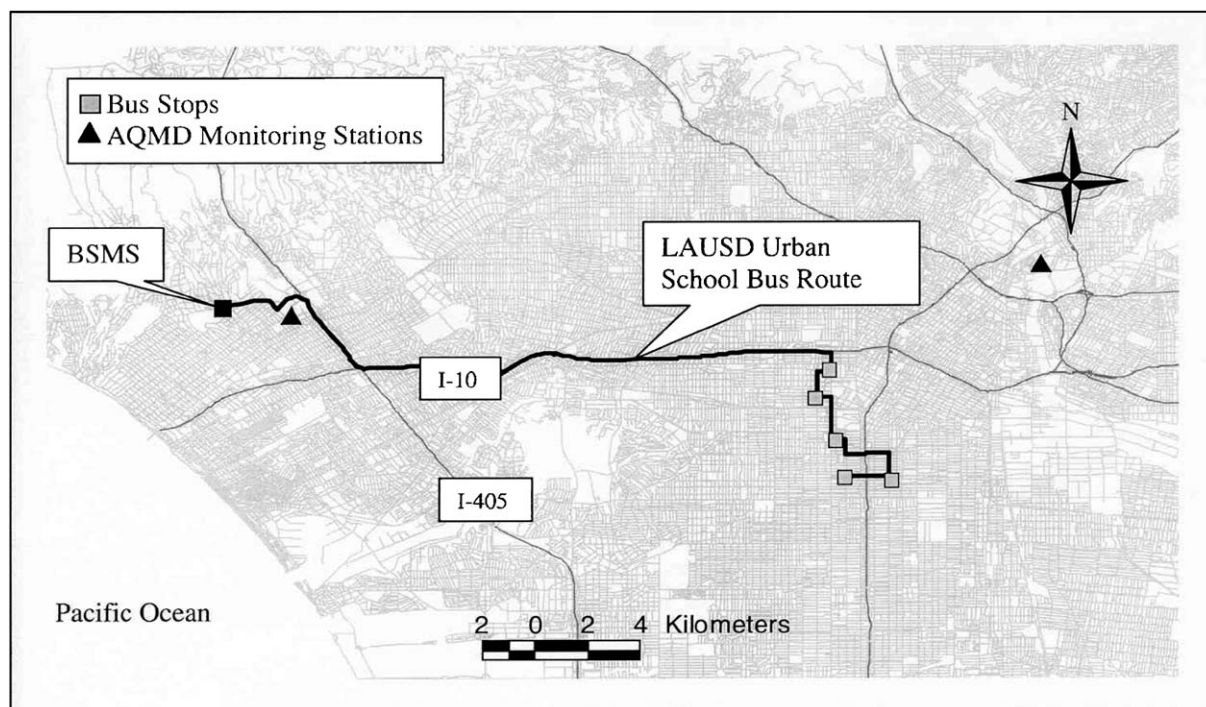 Bus Stops
AQMD Monitoring Stations
N
BSMS
LAUSD Urban
School Bus Route
I-10
I-405
Pacific Ocean
2 0 2 4 Kilometers